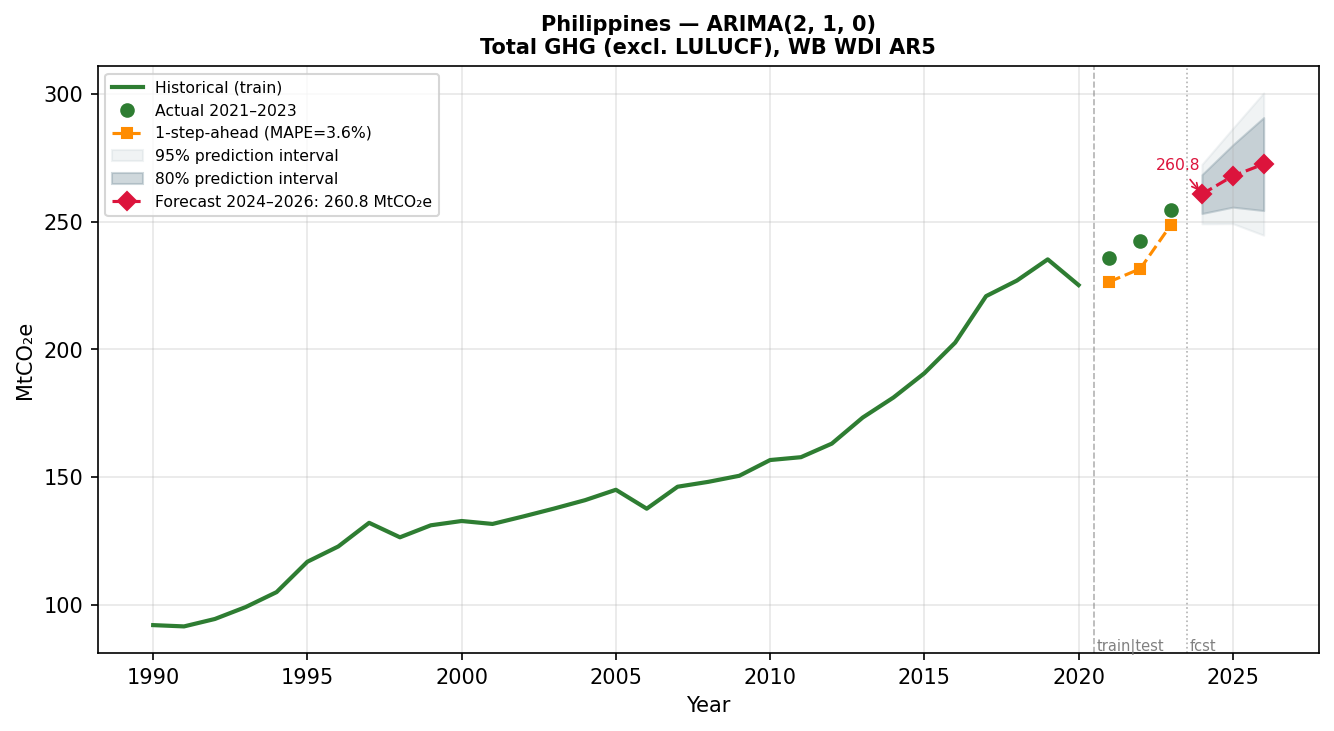 Philippines — ARIMA(2, 1, 0)
Total GHG (excl. LULUCF), WB WDI AR5
Historical (train)
Actual 2021–2023
1-step-ahead (MAPE=3.6%)
95% prediction interval
80% prediction interval
Forecast 2024–2026: 260.8 MtCO₂e
260.8
300
250
200
150
100
MtCO₂e
train|test
fcst
1990
1995
2000
2005
2010
2015
2020
2025
Year